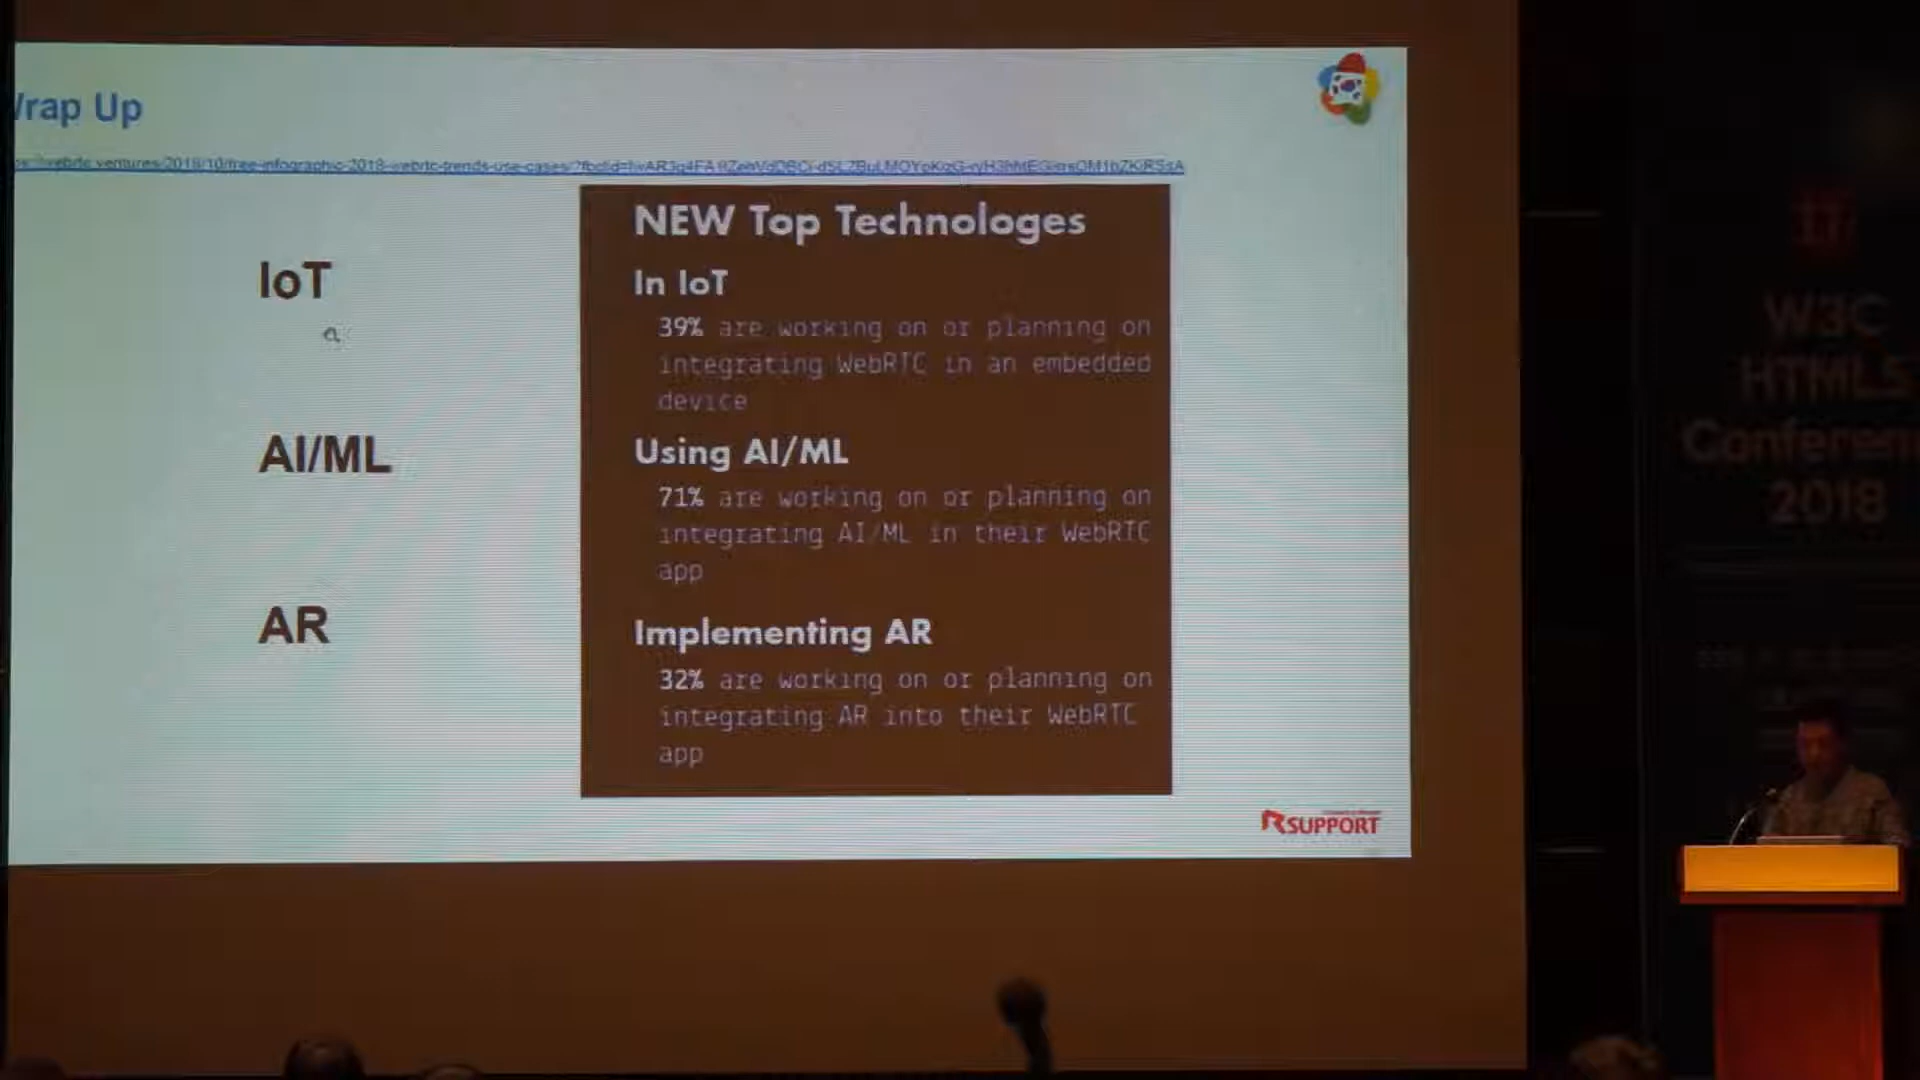 Wrap Up
NEW Top Technologes
IoT
In IoT
39% are working on or planning on
integrating WebRTC in an embedded
device
AI/ML
Using AI/ML
71% are working on or planning on
integrating AI/ML in their WebRTC
app
AR
Implementing AR
32% are working on or planning on
integrating AR into their WebRTC
app
RSUPPORT
W3C
HTML5
Conferen
2018